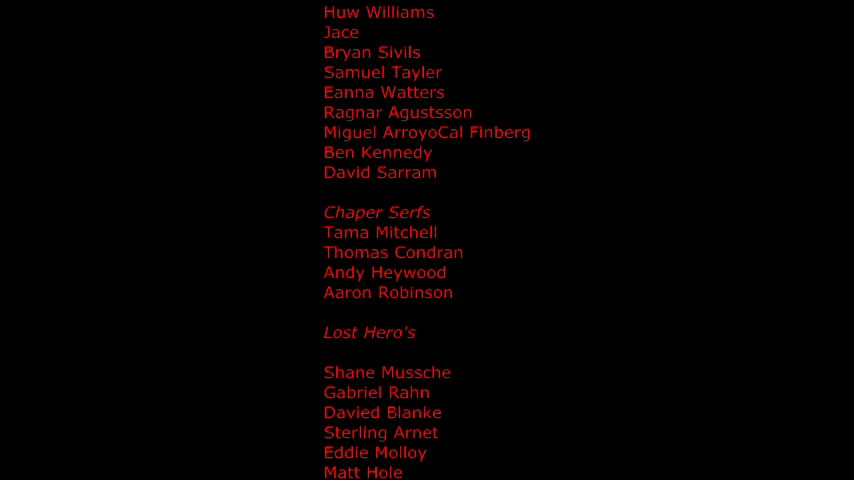 Huw Williams
Jace
Bryan Sivils
Samuel Tayler
Eanna Watters
Ragnar Agustsson
Miguel ArroyoCal Finberg
Ben Kennedy
David Sarram
Chaper Serfs
Tama Mitchell
Thomas Condran
Andy Heywood
Aaron Robinson
Lost Hero's
Shane Mussche
Gabriel Rahn
Davied Blanke
Sterling Arnet
Eddie Molloy
Matt Hole